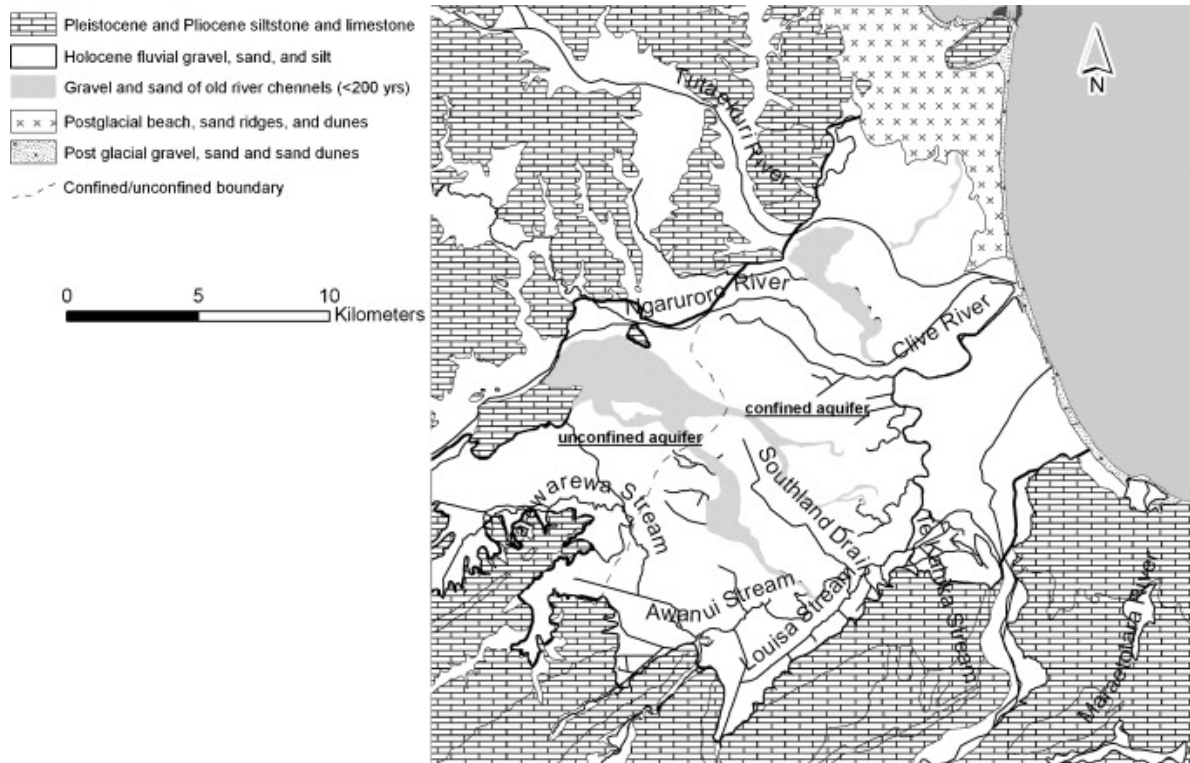 Pleistocene and Pliocene siltstone and limestone
Holocene fluvial gravel, sand, and silt
Gravel and sand of old river chennels (<200 yrs)
Postglacial beach, sand ridges, and dunes
Post glacial gravel, sand and sand dunes
Confined/unconfined boundary
0 5 10
Kilometers
N
Tutaekurri River
Ngaruroro River
Clive River
confined aquifer
unconfined aquifer
Southland Drain
Stream
Awanui Stream
Louisa Stream
Stream
River